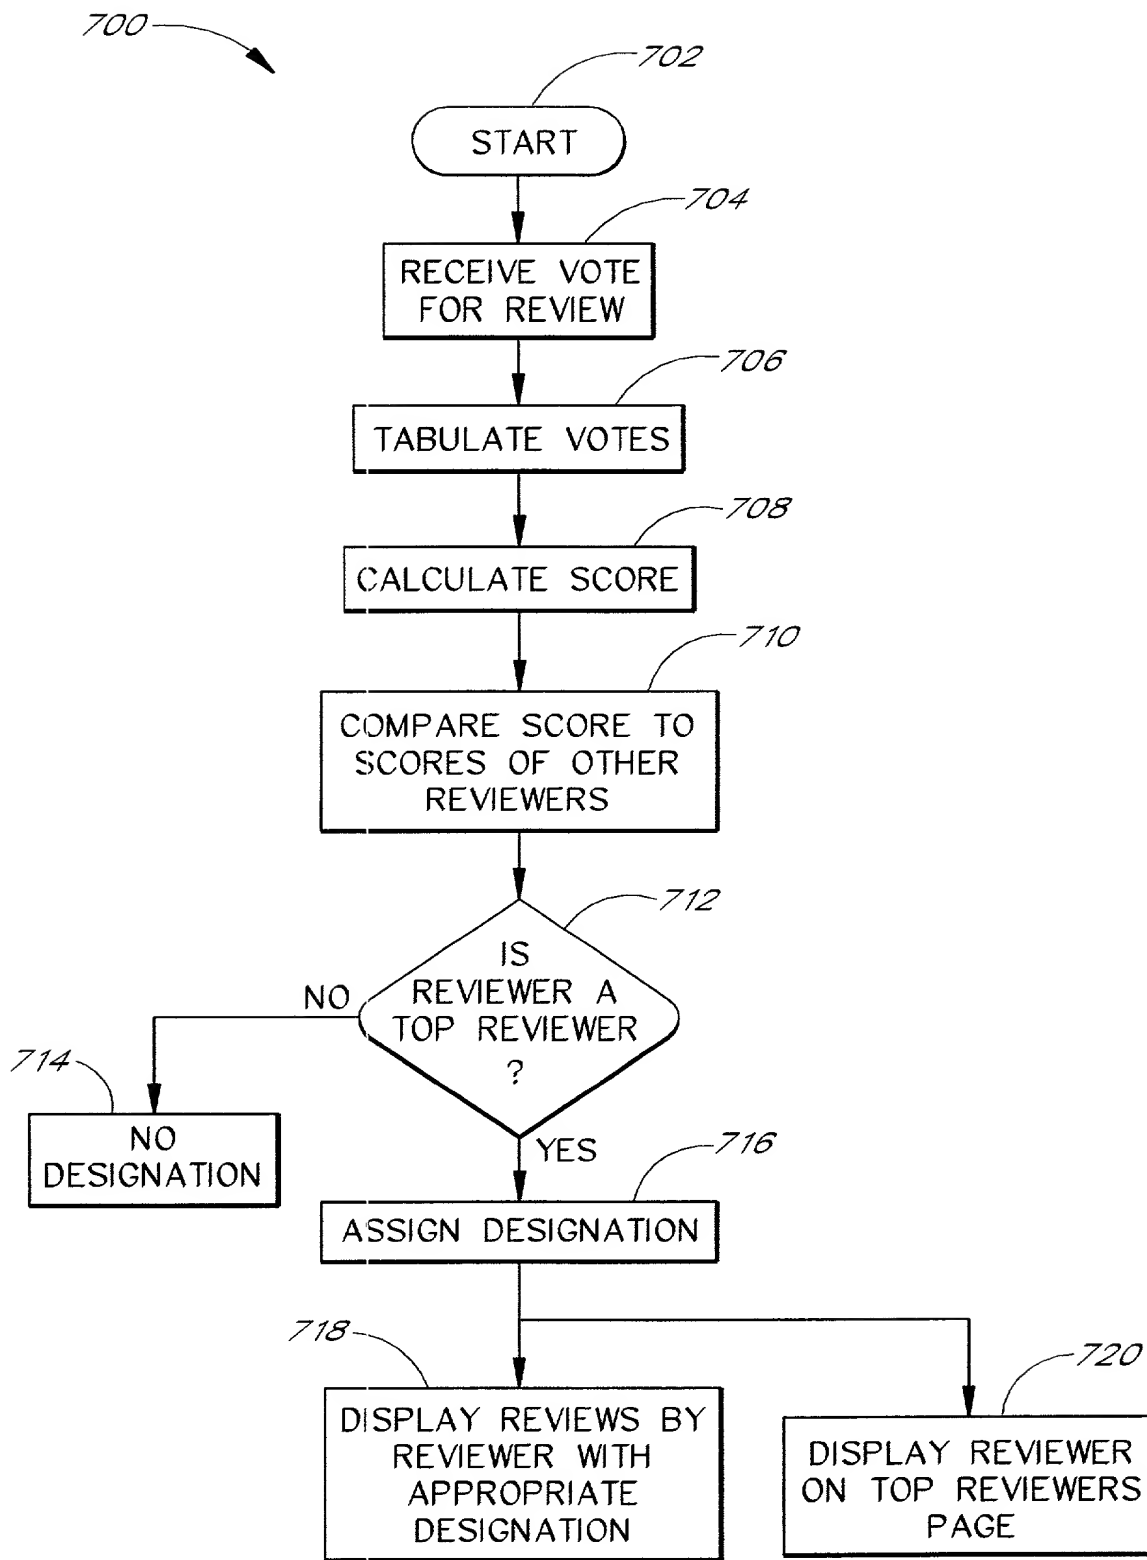 700
702
START
704
RECEIVE VOTE
FOR REVIEW
706
TABULATE VOTES
708
CALCULATE SCORE
710
COMPARE SCORE TO
SCORES OF OTHER
REVIEWERS
712
IS
REVIEWER A
TOP REVIEWER
?
NO
714
NO
DESIGNATION
YES
716
ASSIGN DESIGNATION
718
DISPLAY REVIEWS BY
REVIEWER WITH
APPROPRIATE
DESIGNATION
720
DISPLAY REVIEWER
ON TOP REVIEWERS
PAGE